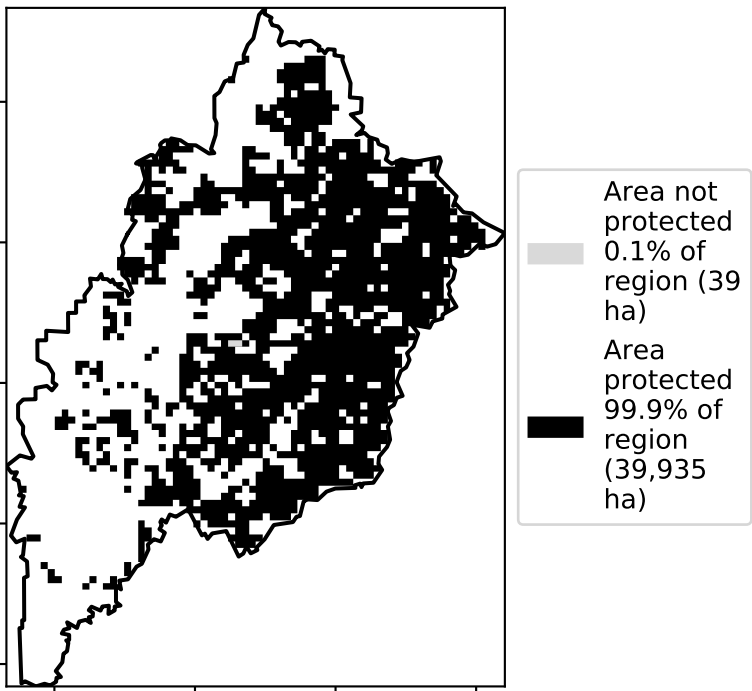 Area not
protected
0.1% of
region (39
ha)
Area
protected
99.9% of
region
(39,935
ha)